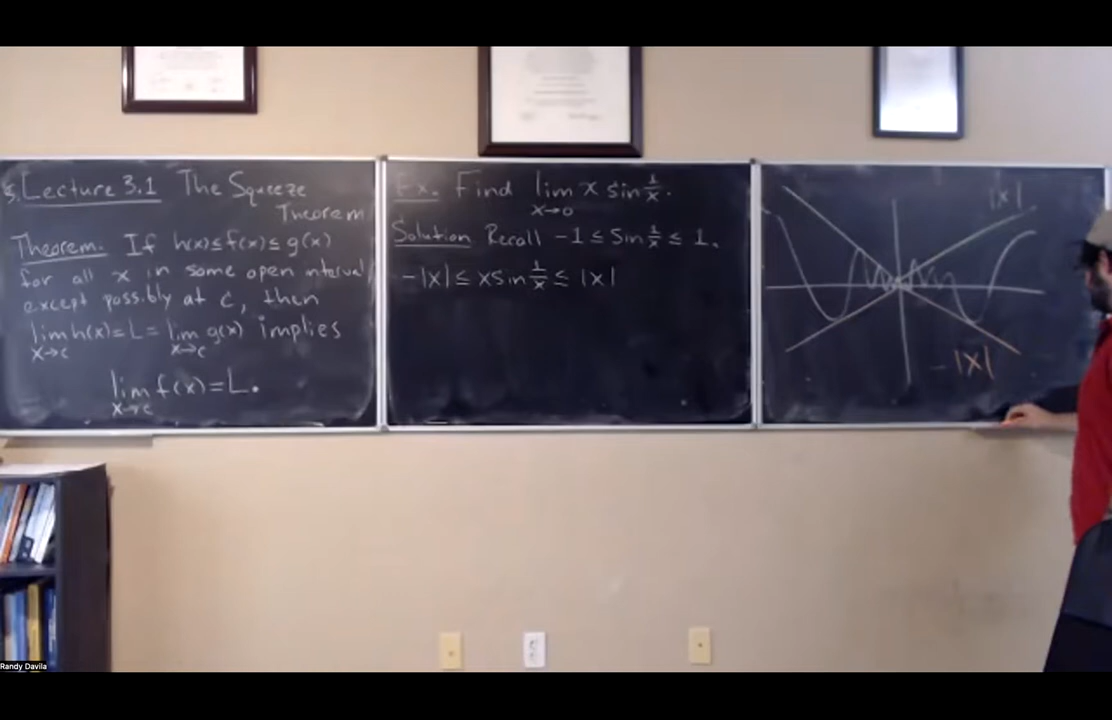 §. Lecture 3.1 The Squeeze
Theorem
Theorem: If h(x) ≤ f(x) ≤ g(x)
for all x in some open interval,
except possibly at c, then
lim h(x) = L = lim g(x) implies
x→c x→c
lim f(x) = L.
x→c
Ex. Find lim x sin 1/x.
x→0
Solution Recall -1 ≤ Sin 1/x ≤ 1.
-|x| ≤ x sin 1/x ≤ |x|
|x|
-|x|
Randy Davila